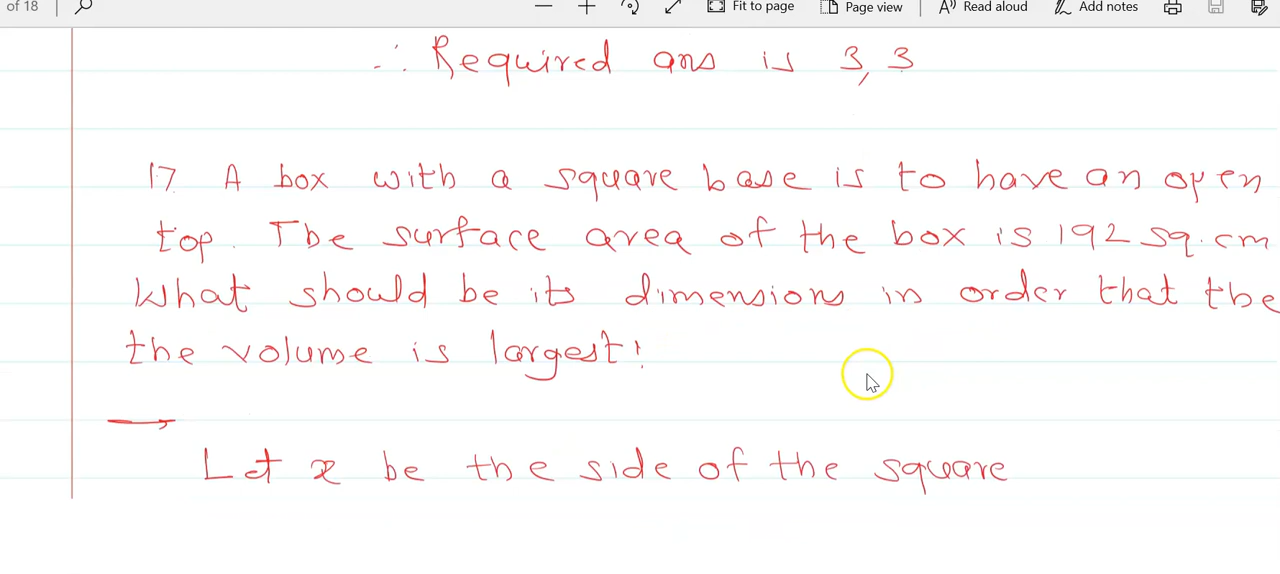 of 18 Fit to page Page view Read aloud Add notes
∴ Required ans is 3, 3
17. A box with a square base is to have an open
top. The surface area of the box is 192 sq.cm
What should be its dimensions in order that the
the volume is largest?
Let x be the side of the square